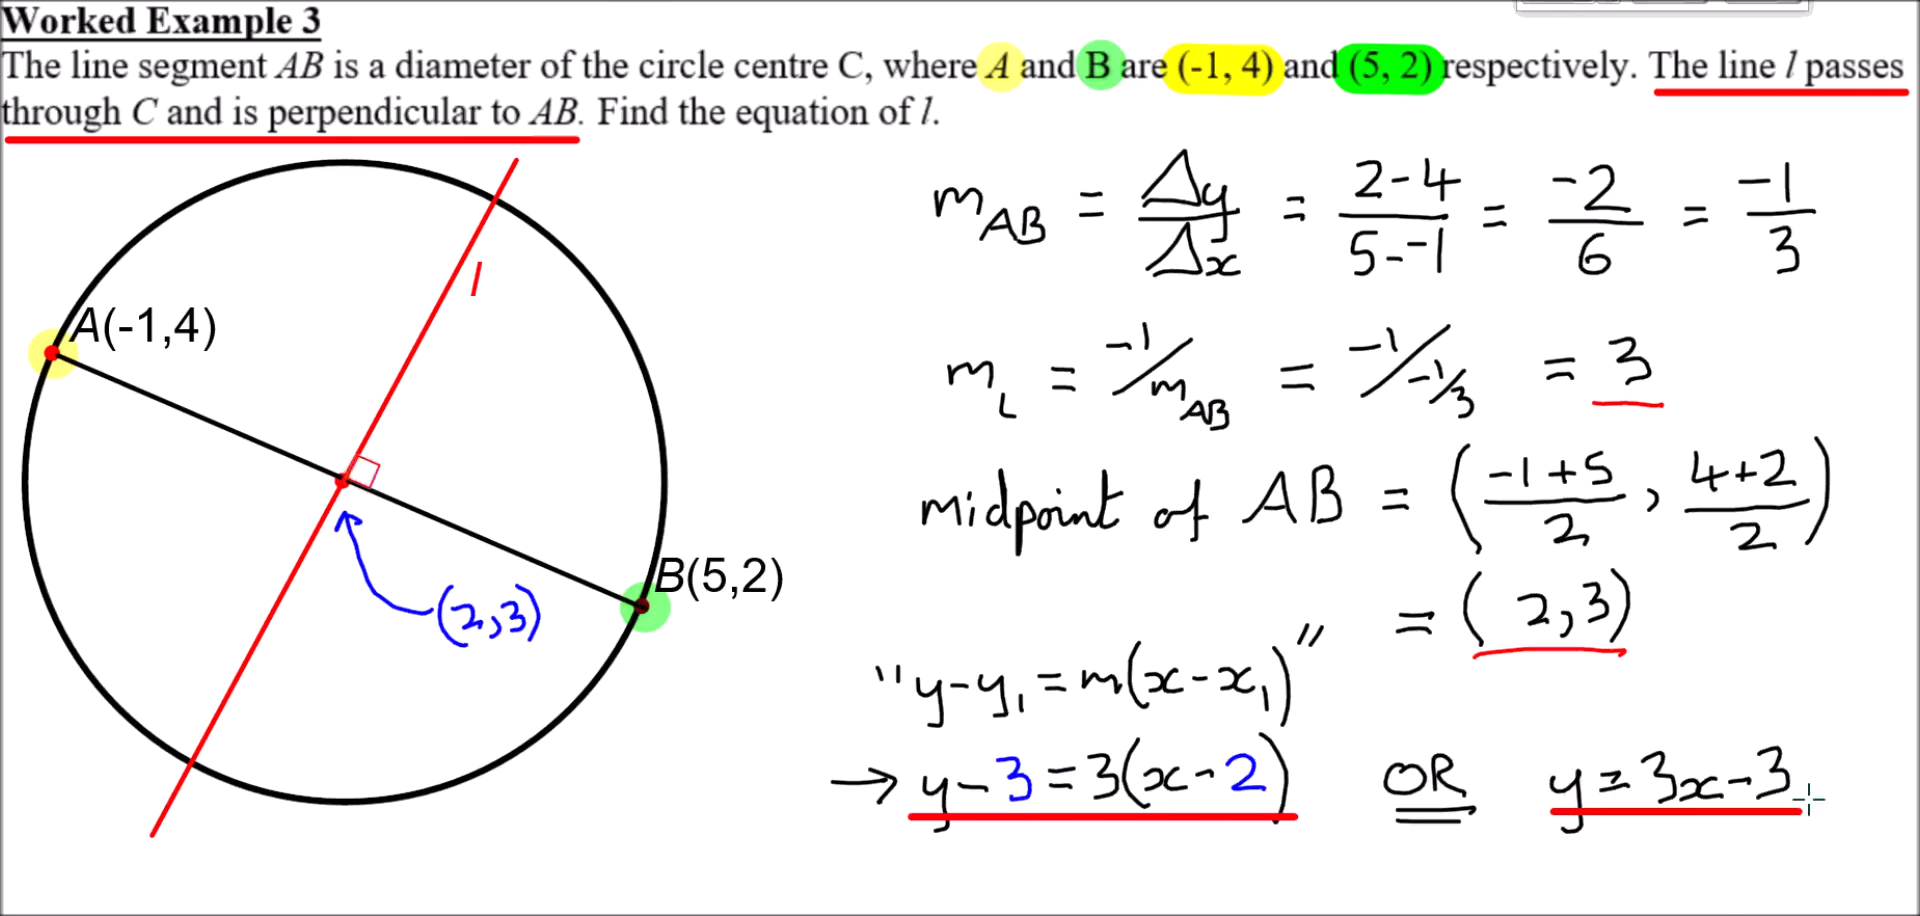 Worked Example 3
The line segment AB is a diameter of the circle centre C, where A and B are (-1, 4) and (5, 2) respectively. The line l passes
through C and is perpendicular to AB. Find the equation of l.
m_AB = Δy/Δx = 2-4/5--1 = -2/6 = -1/3
l
A(-1,4)
m_L = -1/m_AB = -1/-1/3 = 3
midpoint of AB = (-1+5/2, 4+2/2)
B(5,2)
(2,3)
= (2,3)
"y-y₁=m(x-x₁)"
→ y-3=3(x-2) OR y=3x-3